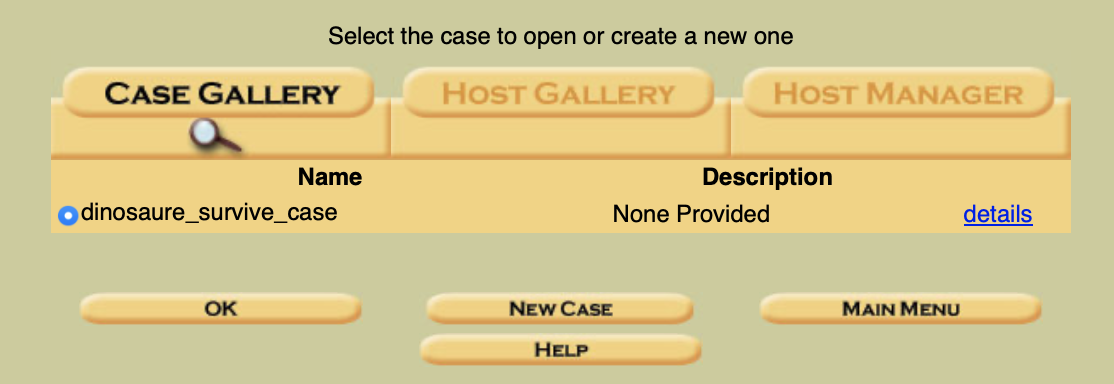 Select the case to open or create a new one
CASE GALLERY HOST GALLERY HOST MANAGER
Name Description
dinosaure_survive_case None Provided details
OK NEW CASE MAIN MENU
HELP